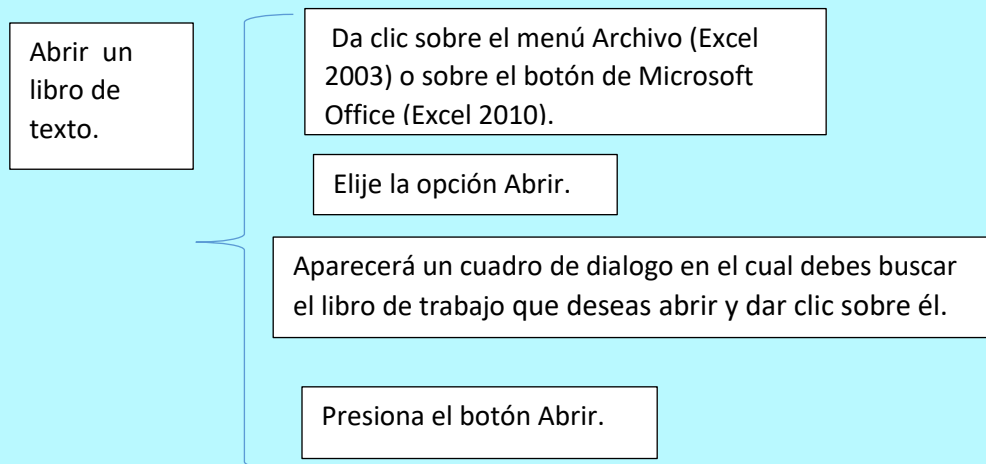 Abrir un
libro de
texto.
Da clic sobre el menú Archivo (Excel
2003) o sobre el botón de Microsoft
Office (Excel 2010).
Elije la opción Abrir.
Aparecerá un cuadro de dialogo en el cual debes buscar
el libro de trabajo que deseas abrir y dar clic sobre él.
Presiona el botón Abrir.